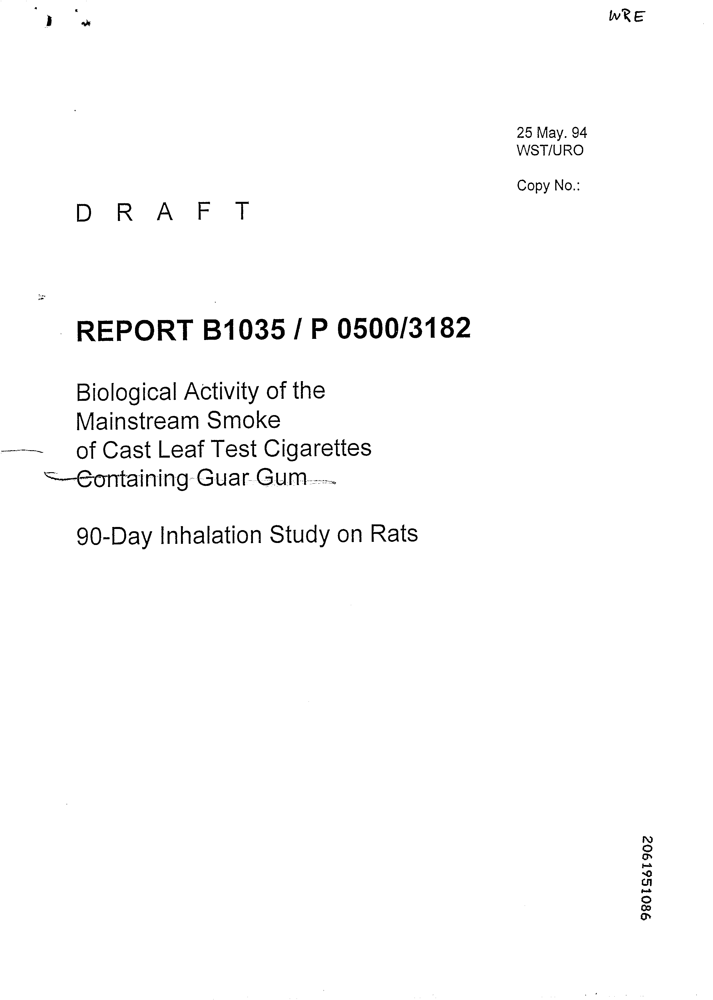 WRE
25 May. 94
WST/URO
Copy No.:
D R A F T
REPORT B1035 / P 0500/3182
Biological Activity of the
Mainstream Smoke
of Cast Leaf Test Cigarettes
Containing Guar Gum
90-Day Inhalation Study on Rats
2061951086